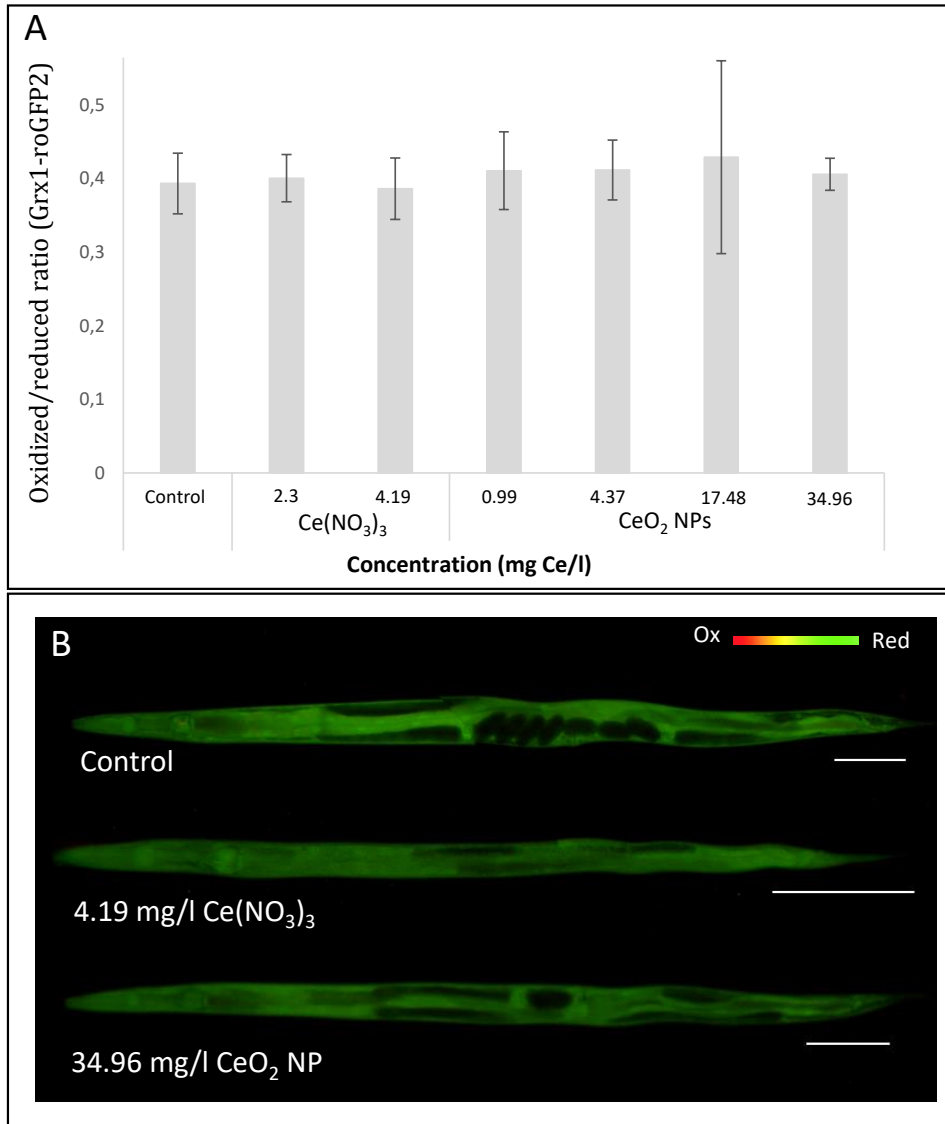 A
Oxidized/reduced ratio (Grx1-roGFP2)
0,5
0,4
0,3
0,2
0,1
0
Control 2.3 4.19 0.99 4.37 17.48 34.96
Ce(NO₃)₃ CeO₂ NPs
Concentration (mg Ce/l)
B
Ox Red
Control
4.19 mg/l Ce(NO₃)₃
34.96 mg/l CeO₂ NP